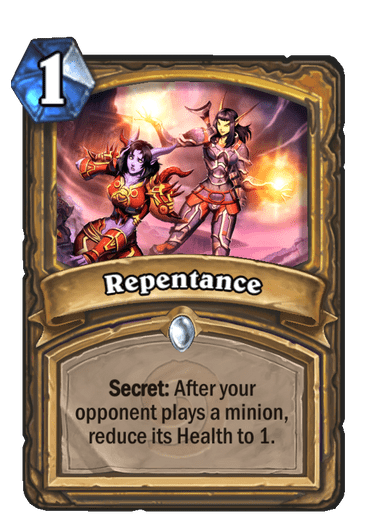 1
Repentance
Secret: After your
opponent plays a minion,
reduce its Health to 1.